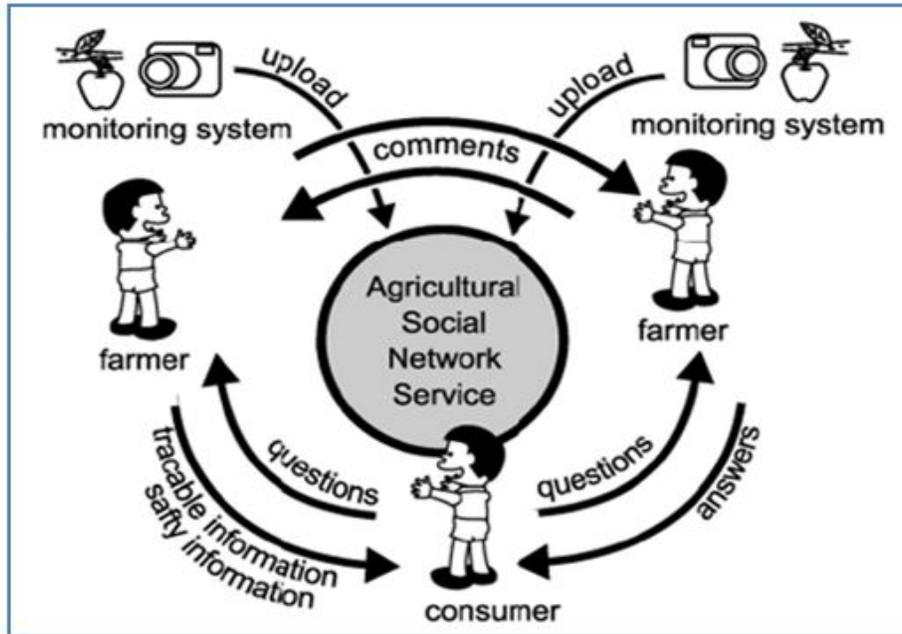 upload
upload
monitoring system
monitoring system
comments
Agricultural
Social
Network
Service
farmer
farmer
questions
questions
answers
tracable information
safty information
consumer